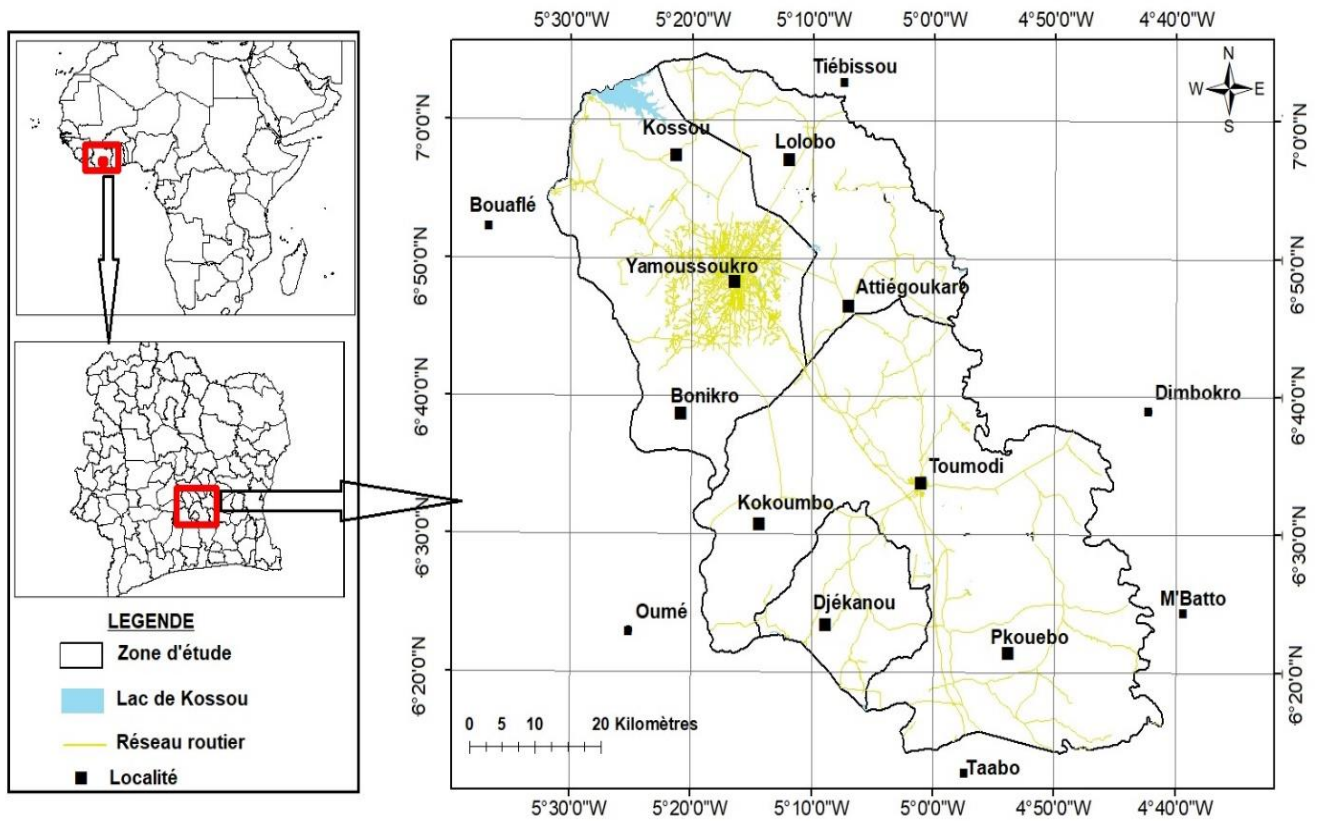 LEGENDE
Zone d'étude
Lac de Kossou
Réseau routier
Localité
5°30'0"W 5°20'0"W 5°10'0"W 5°0'0"W 4°50'0"W 4°40'0"W
N
W E
S
Tiébissou
7°0'0"N 7°0'0"N
Kossou
Lolobo
Bouaflé
6°50'0"N 6°50'0"N
Yamoussoukro
Attiégoukaro
6°40'0"N 6°40'0"N
Bonikro
Dimbokro
Toumodi
Kokoumbo
6°30'0"N 6°30'0"N
Oumé
Djékanou
M'Batto
Pkouebo
6°20'0"N 6°20'0"N
0 5 10 20 Kilomètres
Taabo
5°30'0"W 5°20'0"W 5°10'0"W 5°0'0"W 4°50'0"W 4°40'0"W